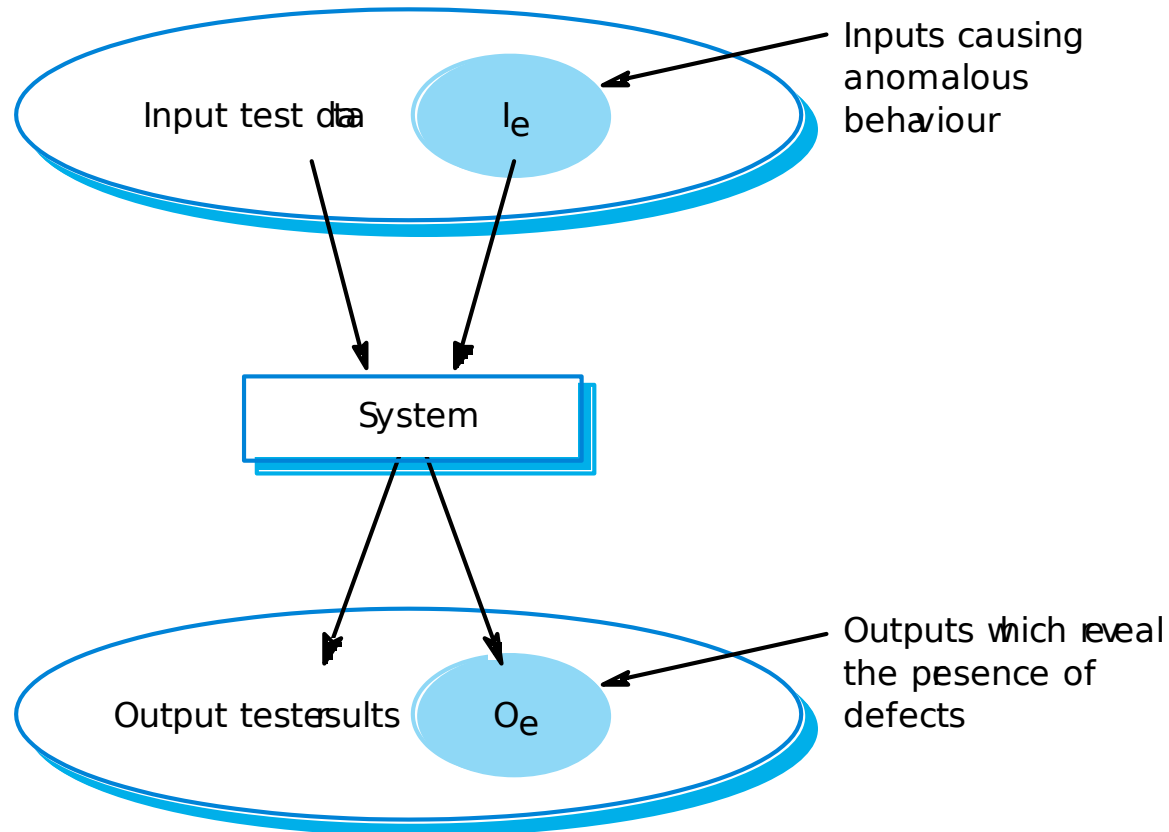 Inputs causing
anomalous
behaviour
Input test data
Ie
System
Outputs which reveal
the presence of
defects
Output test results
Oe